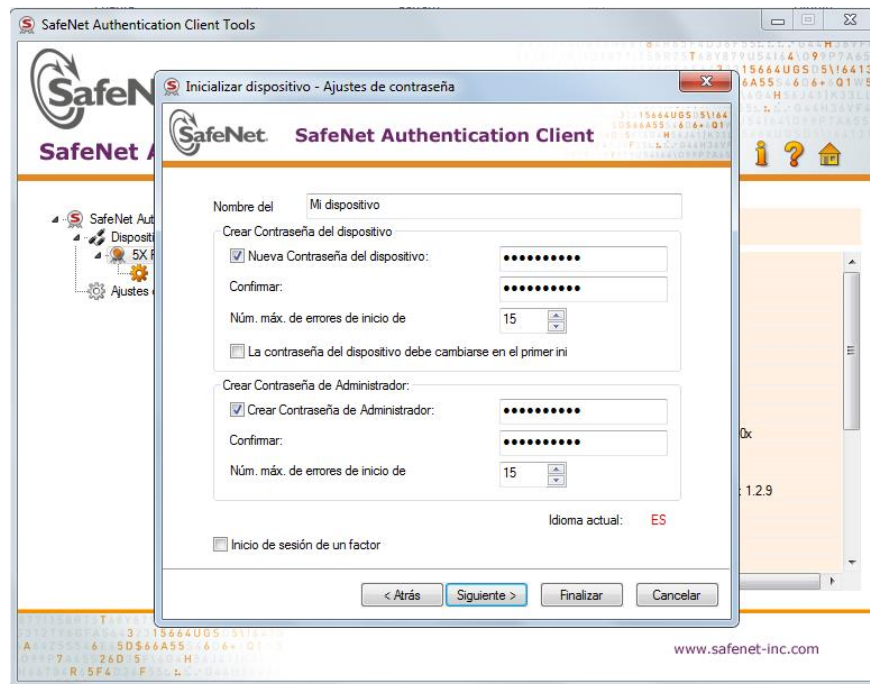 SafeNet Authentication Client Tools
SafeN
SafeNet A
SafeNet Aut
Dispositi
5X F
Ajustes
0x
: 1.2.9
www.safenet-inc.com
Inicializar dispositivo - Ajustes de contraseña
SafeNet. SafeNet Authentication Client
Nombre del Mi dispositivo
Crear Contraseña del dispositivo
Nueva Contraseña del dispositivo: ••••••••••
Confirmar: ••••••••••
Núm. máx. de errores de inicio de 15
La contraseña del dispositivo debe cambiarse en el primer ini
Crear Contraseña de Administrador:
Crear Contraseña de Administrador: ••••••••••
Confirmar: ••••••••••
Núm. máx. de errores de inicio de 15
Idioma actual: ES
Inicio de sesión de un factor
< Atrás Siguiente > Finalizar Cancelar